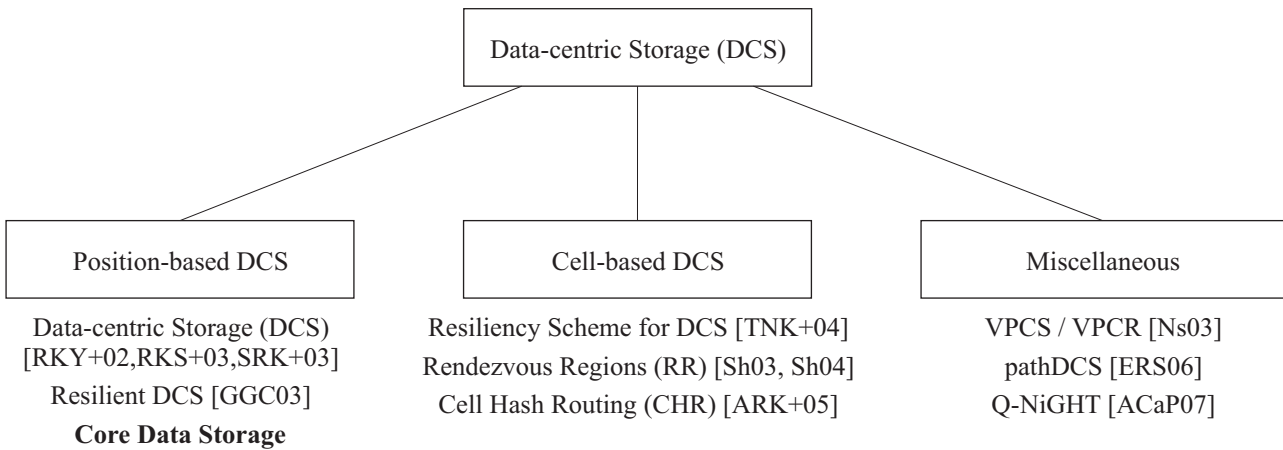 Data-centric Storage (DCS)
Position-based DCS
Data-centric Storage (DCS)
[RKY+02,RKS+03,SRK+03]
Resilient DCS [GGC03]
Core Data Storage
Cell-based DCS
Resiliency Scheme for DCS [TNK+04]
Rendezvous Regions (RR) [Sh03, Sh04]
Cell Hash Routing (CHR) [ARK+05]
Miscellaneous
VPCS / VPCR [Ns03]
pathDCS [ERS06]
Q-NiGHT [ACaP07]